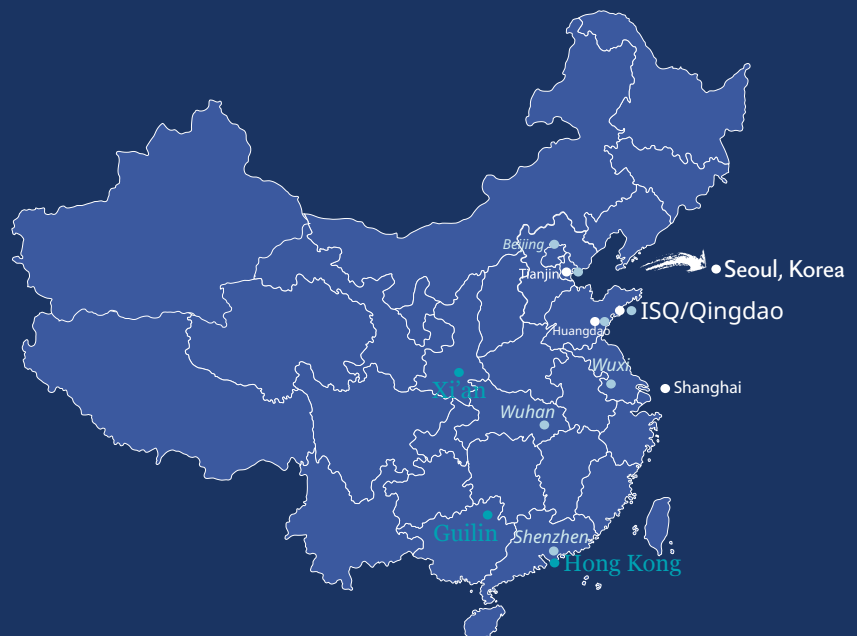 Beijing
Tianjin
Seoul, Korea
ISQ/Qingdao
Huangdao
Wuxi
Xi'an
Shanghai
Wuhan
Guilin
Shenzhen
Hong Kong